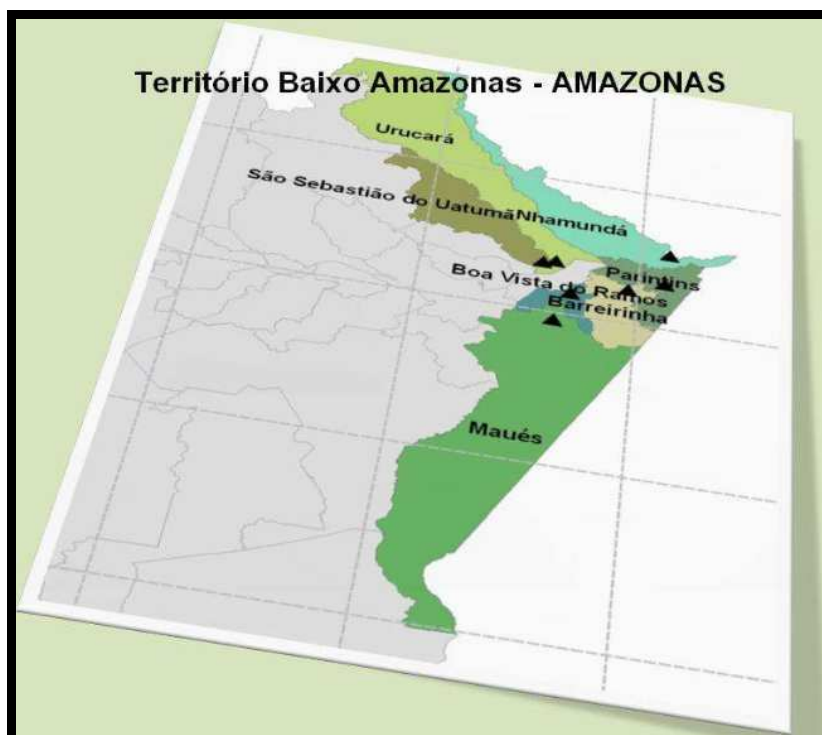 Território Baixo Amazonas - AMAZONAS
Urucará
São Sebastião do Uatumã
Nhamundá
Parintins
Boa Vista do Ramos
Barreirinha
Maués